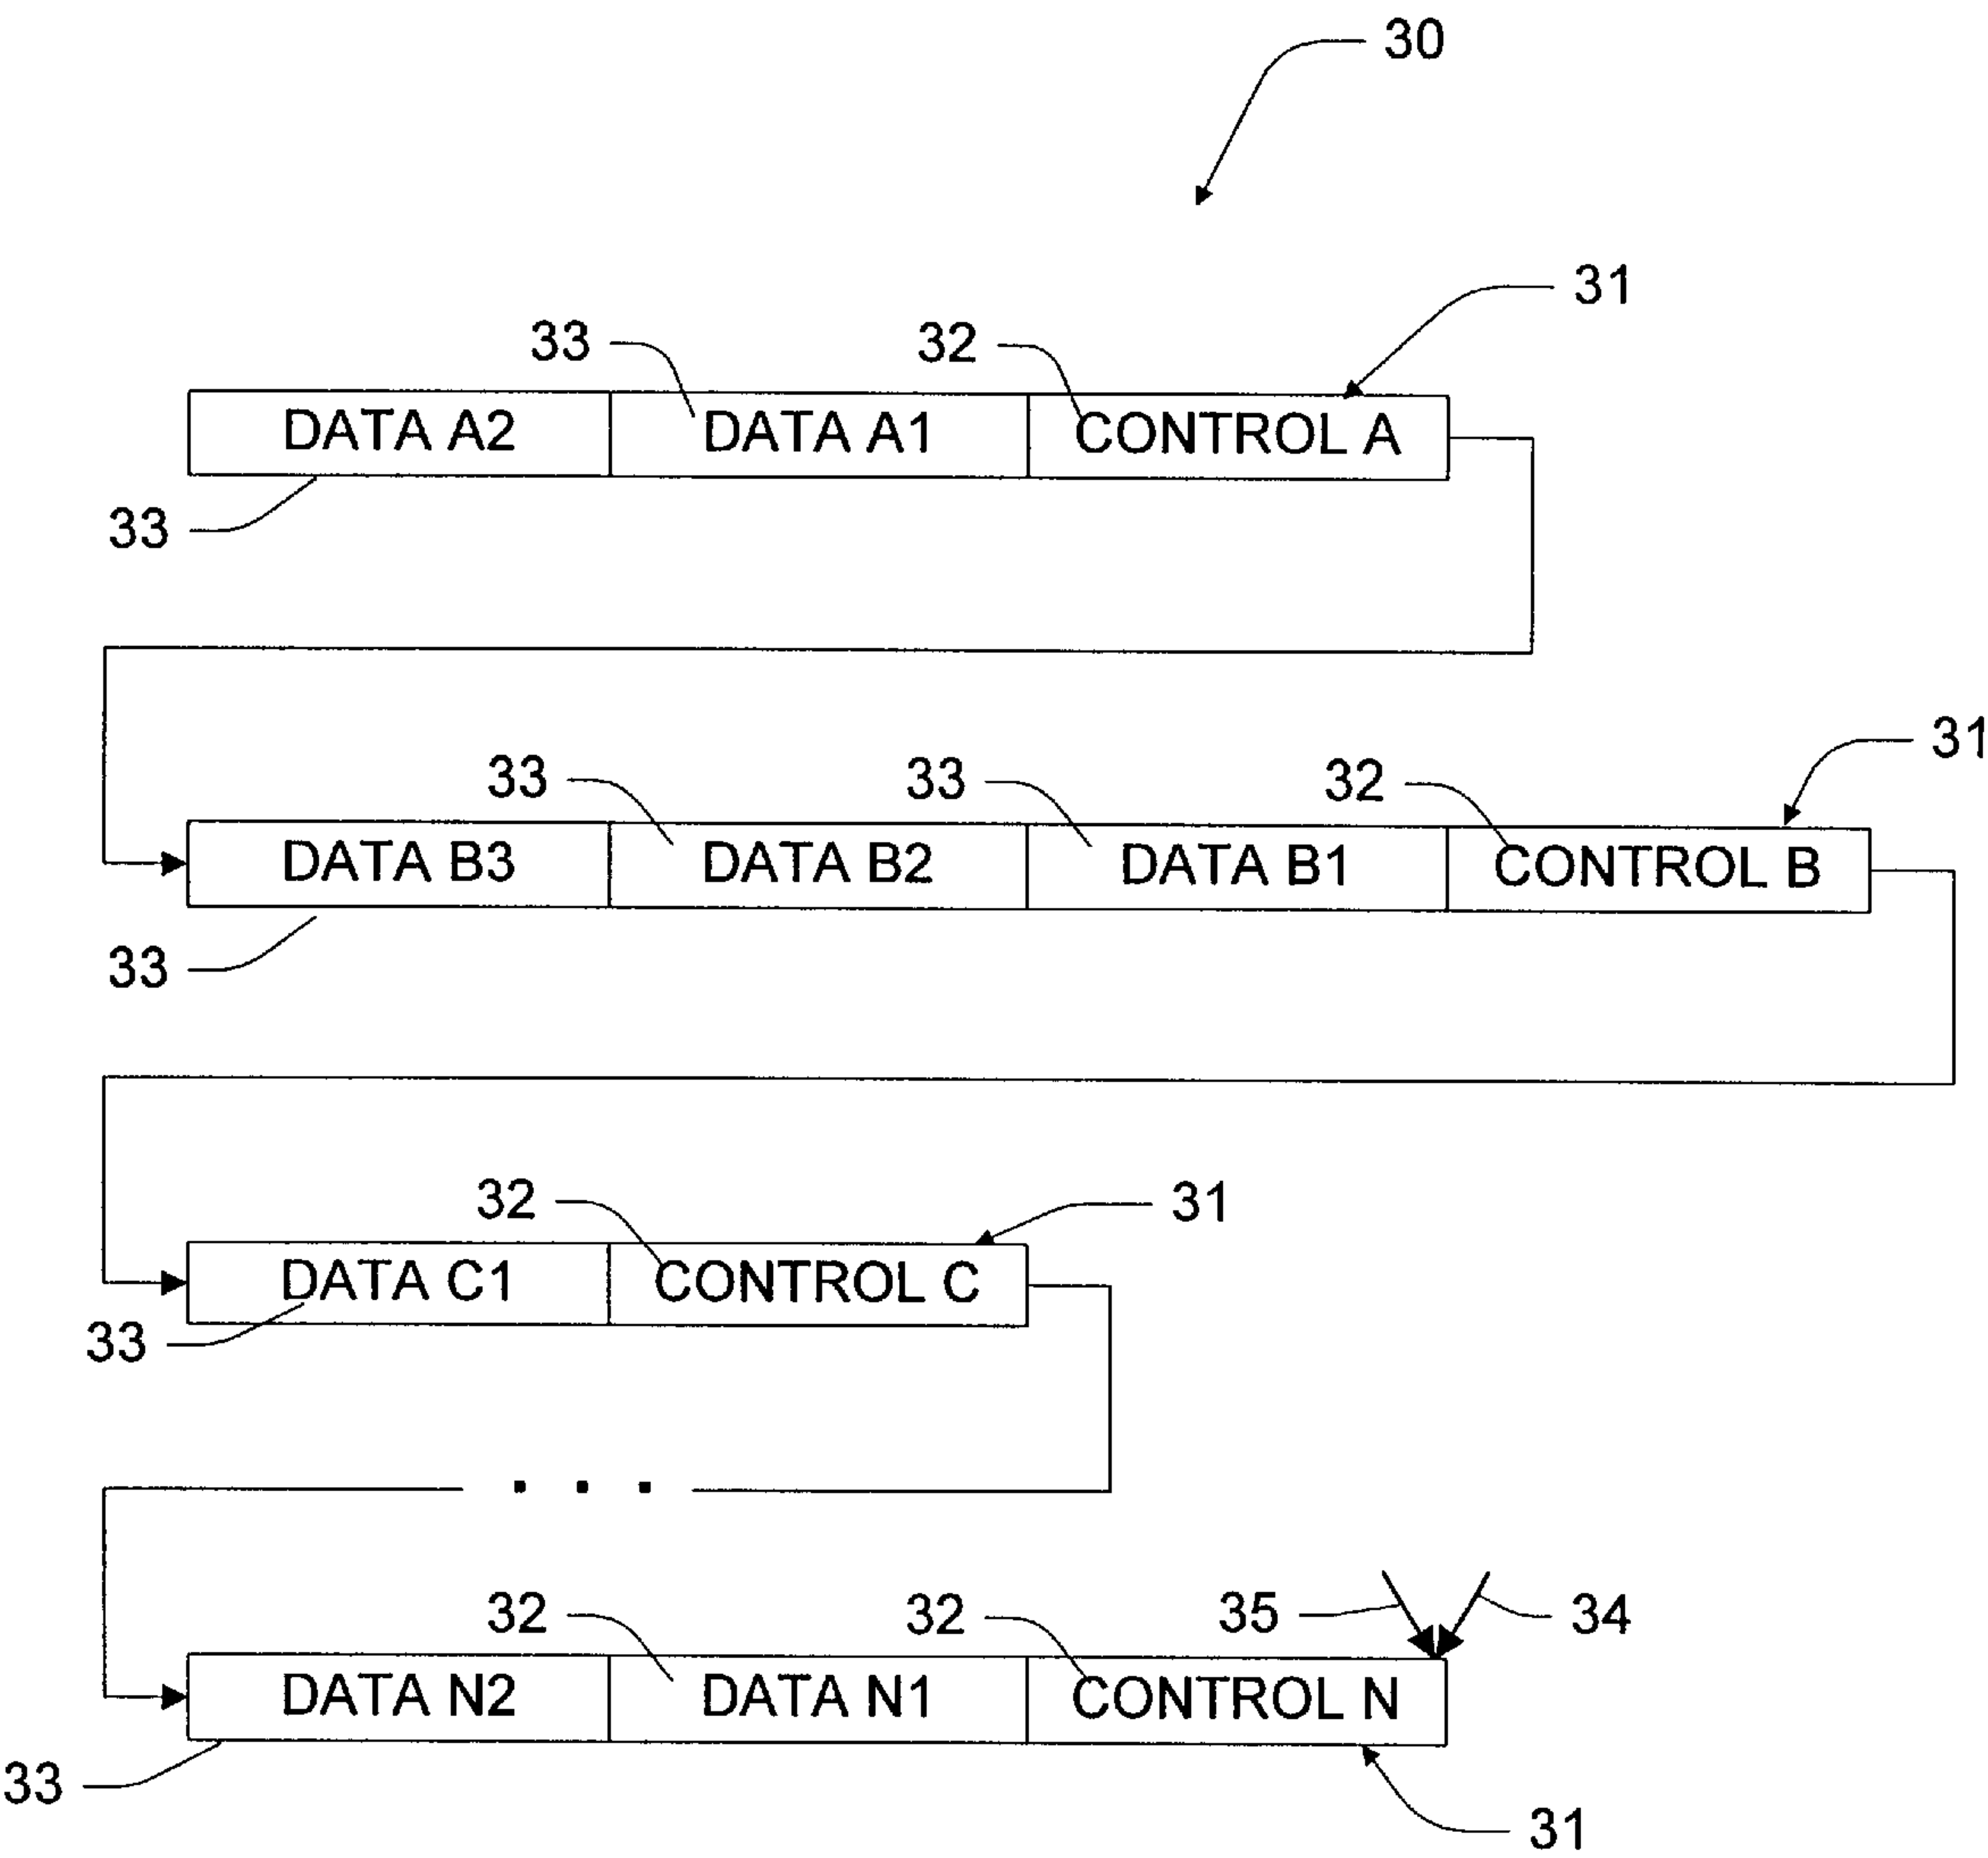 30
31
33 32
DATA A2 DATA A1 CONTROL A
33
31
33 33 32
DATA B3 DATA B2 DATA B1 CONTROL B
33
32 31
DATA C1 CONTROL C
33
. . .
32 32 35 34
DATA N2 DATA N1 CONTROL N
33
31